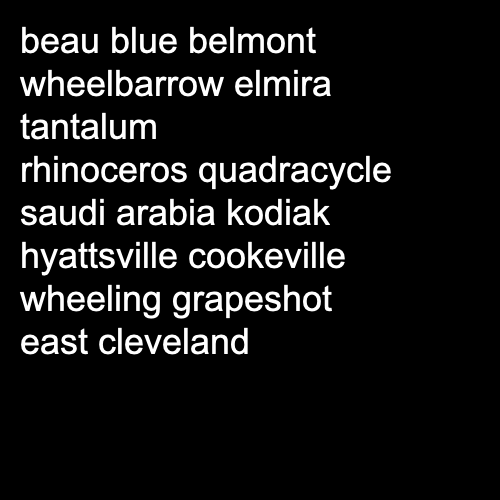 beau blue belmont
wheelbarrow elmira
tantalum
rhinoceros quadracycle
saudi arabia kodiak
hyattsville cookeville
wheeling grapeshot
east cleveland